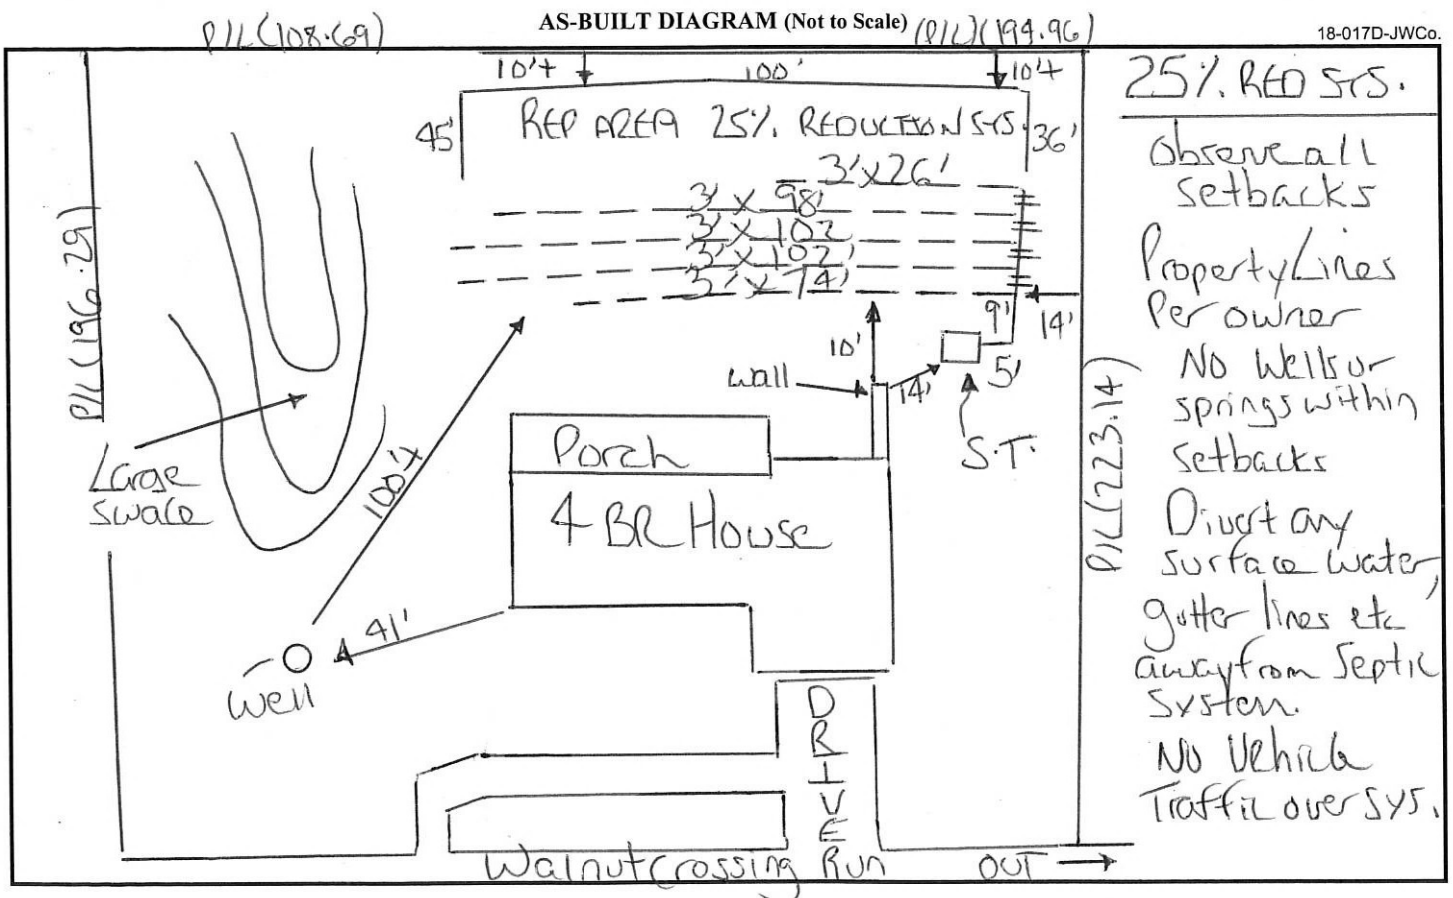 AS-BUILT DIAGRAM (Not to Scale)
18-017D-JWCo.
P/L(108.69)
(P/L)(194.96)
10'+
100'
10'+
45'
REP AREA 25% REDUCTION SYS.
36'
3'x26'
3' x 98'
3' x 102
3' x 102'
3' x 74'
P/L(196.29)
9'
14'
10'
Wall
14'
5'
S.T.
P/L(223.14)
Large
swale
100'+
Porch
4 BR House
41'
Well
DRIVE
Walnut Crossing Run
OUT
25% RED SYS.
Observe all
setbacks
Property Lines
Per owner
No Wells or
springs within
setbacks
Divert any
surface water,
gutter lines etc
away from Septic
System.
No Vehicle
Traffic over sys.